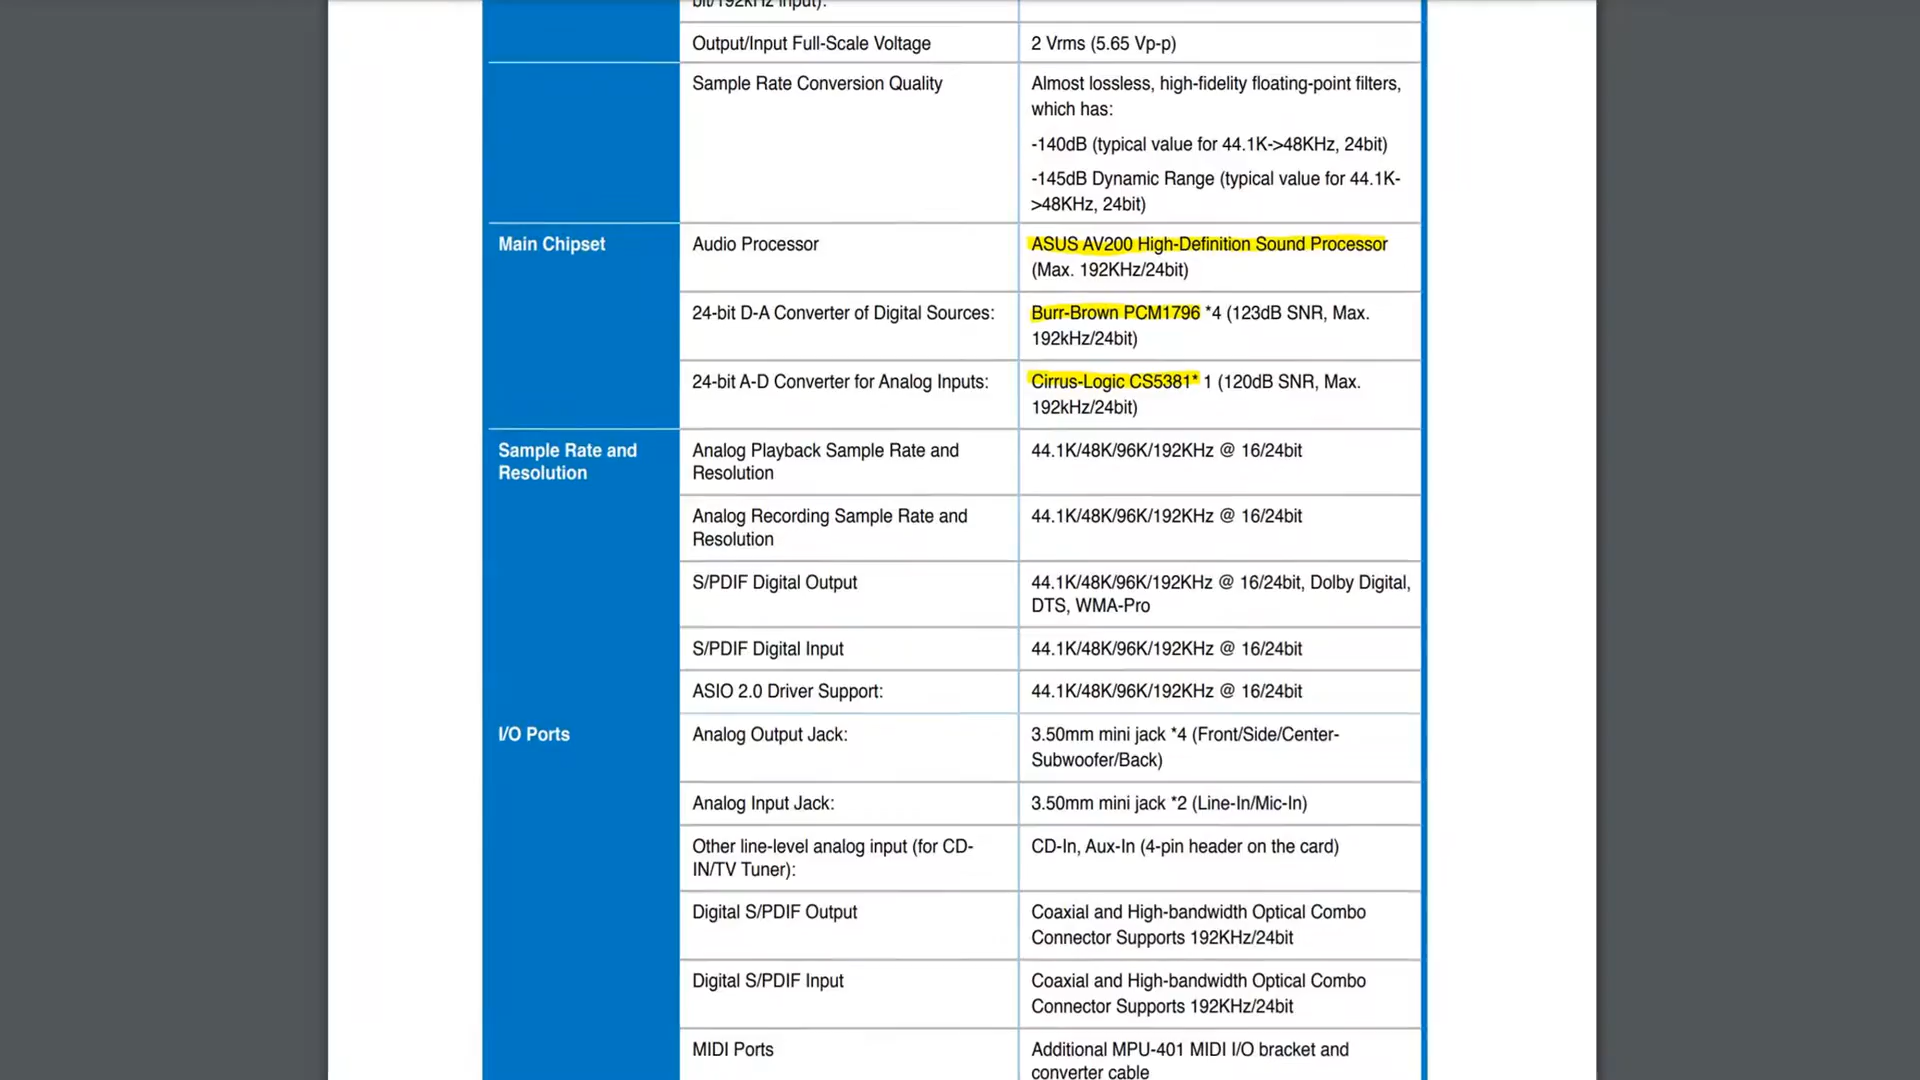 bit/192kHz input):
Output/Input Full-Scale Voltage
2 Vrms (5.65 Vp-p)
Sample Rate Conversion Quality
Almost lossless, high-fidelity floating-point filters,
which has:
-140dB (typical value for 44.1K->48KHz, 24bit)
-145dB Dynamic Range (typical value for 44.1K-
>48KHz, 24bit)
Main Chipset
Audio Processor
ASUS AV200 High-Definition Sound Processor
(Max. 192KHz/24bit)
24-bit D-A Converter of Digital Sources:
Burr-Brown PCM1796 *4 (123dB SNR, Max.
192kHz/24bit)
24-bit A-D Converter for Analog Inputs:
Cirrus-Logic CS5381* 1 (120dB SNR, Max.
192kHz/24bit)
Sample Rate and
Resolution
Analog Playback Sample Rate and
Resolution
44.1K/48K/96K/192KHz @ 16/24bit
Analog Recording Sample Rate and
Resolution
44.1K/48K/96K/192KHz @ 16/24bit
S/PDIF Digital Output
44.1K/48K/96K/192KHz @ 16/24bit, Dolby Digital,
DTS, WMA-Pro
S/PDIF Digital Input
44.1K/48K/96K/192KHz @ 16/24bit
ASIO 2.0 Driver Support:
44.1K/48K/96K/192KHz @ 16/24bit
I/O Ports
Analog Output Jack:
3.50mm mini jack *4 (Front/Side/Center-
Subwoofer/Back)
Analog Input Jack:
3.50mm mini jack *2 (Line-In/Mic-In)
Other line-level analog input (for CD-
IN/TV Tuner):
CD-In, Aux-In (4-pin header on the card)
Digital S/PDIF Output
Coaxial and High-bandwidth Optical Combo
Connector Supports 192KHz/24bit
Digital S/PDIF Input
Coaxial and High-bandwidth Optical Combo
Connector Supports 192KHz/24bit
MIDI Ports
Additional MPU-401 MIDI I/O bracket and
converter cable